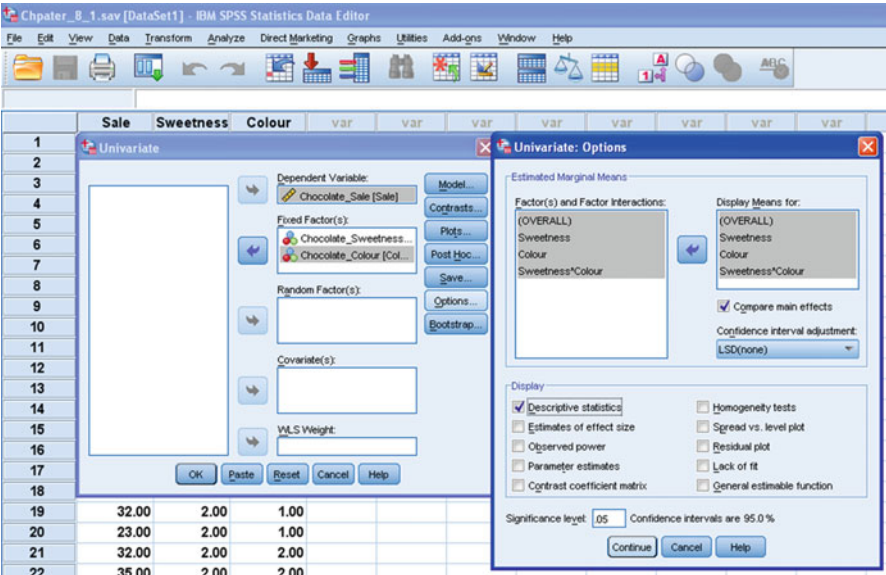 Chpater_8_1.sav [DataSet1] - IBM SPSS Statistics Data Editor
File Edit View Data Transform Analyze Direct Marketing Graphs Utilities Add-ons Window Help
Sale Sweetness Colour var var var var var var var var
1
2
3
4
5
6
7
8
9
10
11
12
13
14
15
16
17
18
19 32.00 2.00 1.00
20 23.00 2.00 1.00
21 32.00 2.00 2.00
22 35.00 2.00 2.00
Univariate
Dependent Variable:
Chocolate_Sale [Sale]
Fixed Factor(s):
Chocolate_Sweetness...
Chocolate_Colour [Col...
Random Factor(s):
Covariate(s):
WLS Weight:
Model...
Contrasts...
Plots...
Post Hoc...
Save...
Options...
Bootstrap...
OK Paste Reset Cancel Help
Univariate: Options
Estimated Marginal Means
Factor(s) and Factor Interactions:
(OVERALL)
Sweetness
Colour
Sweetness*Colour
Display Means for:
(OVERALL)
Sweetness
Colour
Sweetness*Colour
Compare main effects
Confidence interval adjustment:
LSD(none)
Display
Descriptive statistics
Estimates of effect size
Observed power
Parameter estimates
Contrast coefficient matrix
Homogeneity tests
Spread vs. level plot
Residual plot
Lack of fit
General estimable function
Significance level: .05 Confidence intervals are 95.0 %
Continue Cancel Help